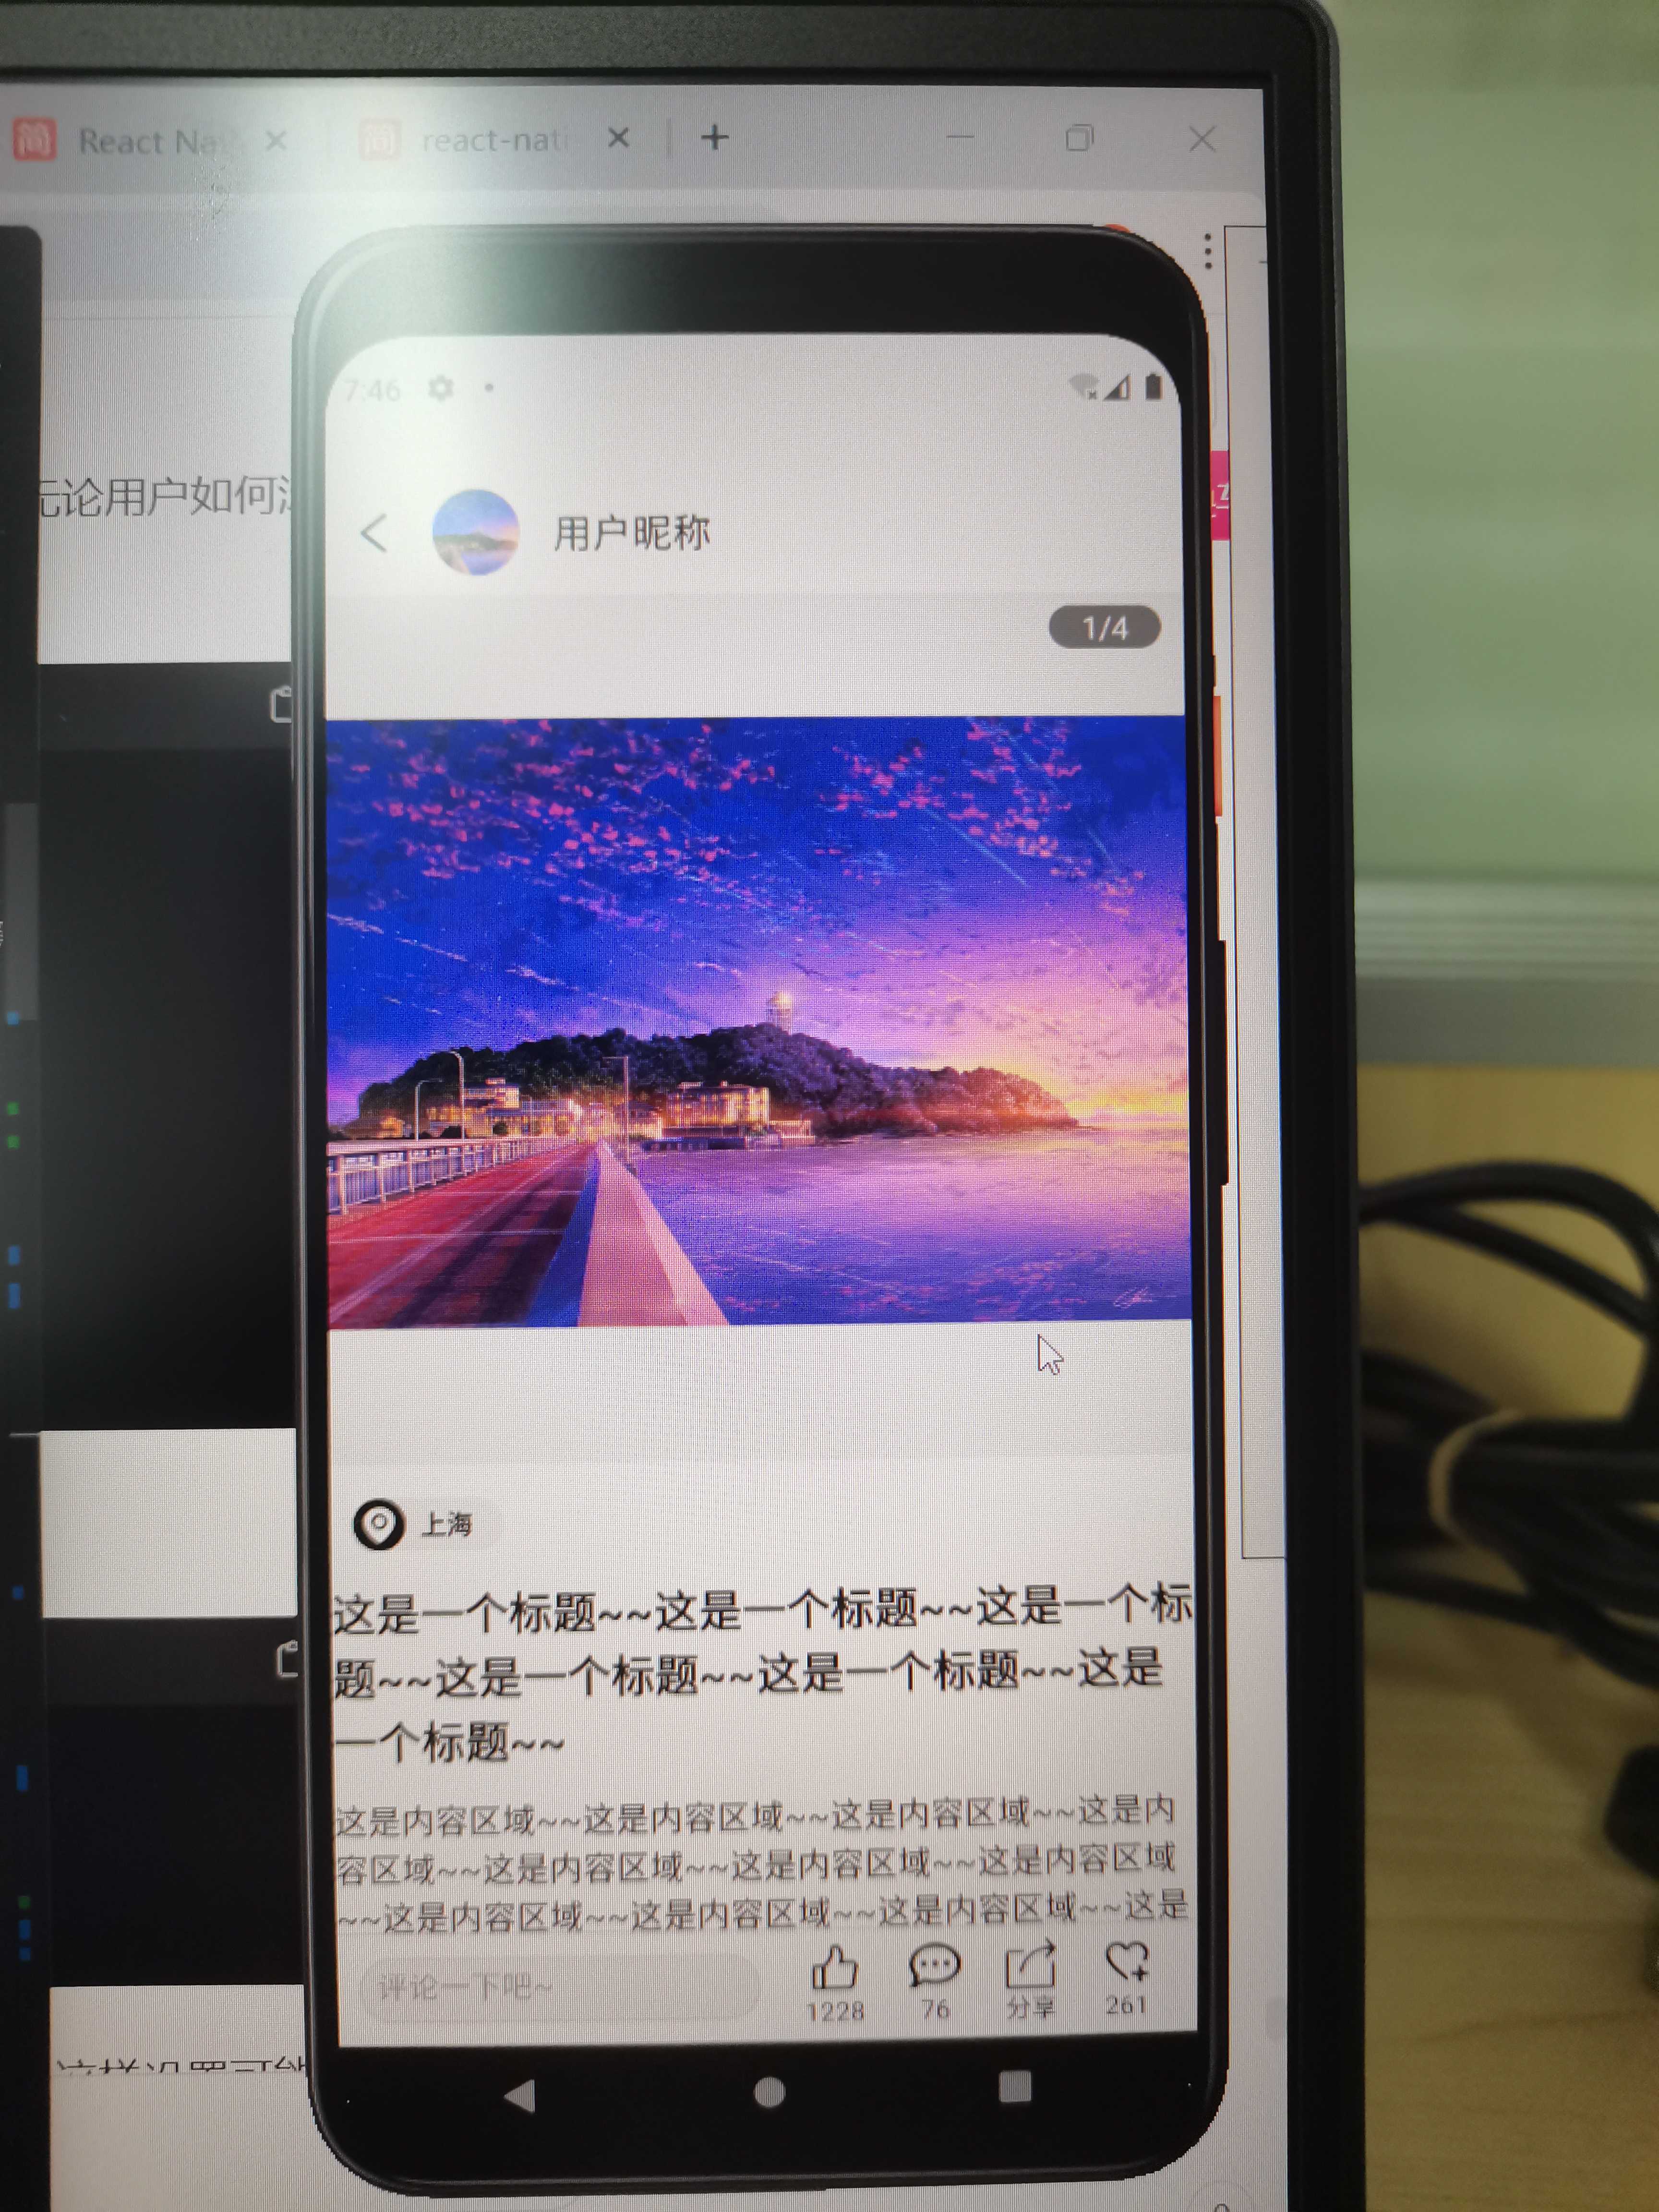 React Na
react-nati
7:46
论用户如何
用户昵称
1/4
上海
这是一个标题~~这是一个标题~~这是一个标
题~~这是一个标题~~这是一个标题~~这是
一个标题~~
这是内容区域~~这是内容区域~~这是内容区域~~这是内
容区域~~这是内容区域~~这是内容区域~~这是内容区域
~~这是内容区域~~这是内容区域~~这是内容区域~~这是
评论一下吧~
1228
76
分享
261